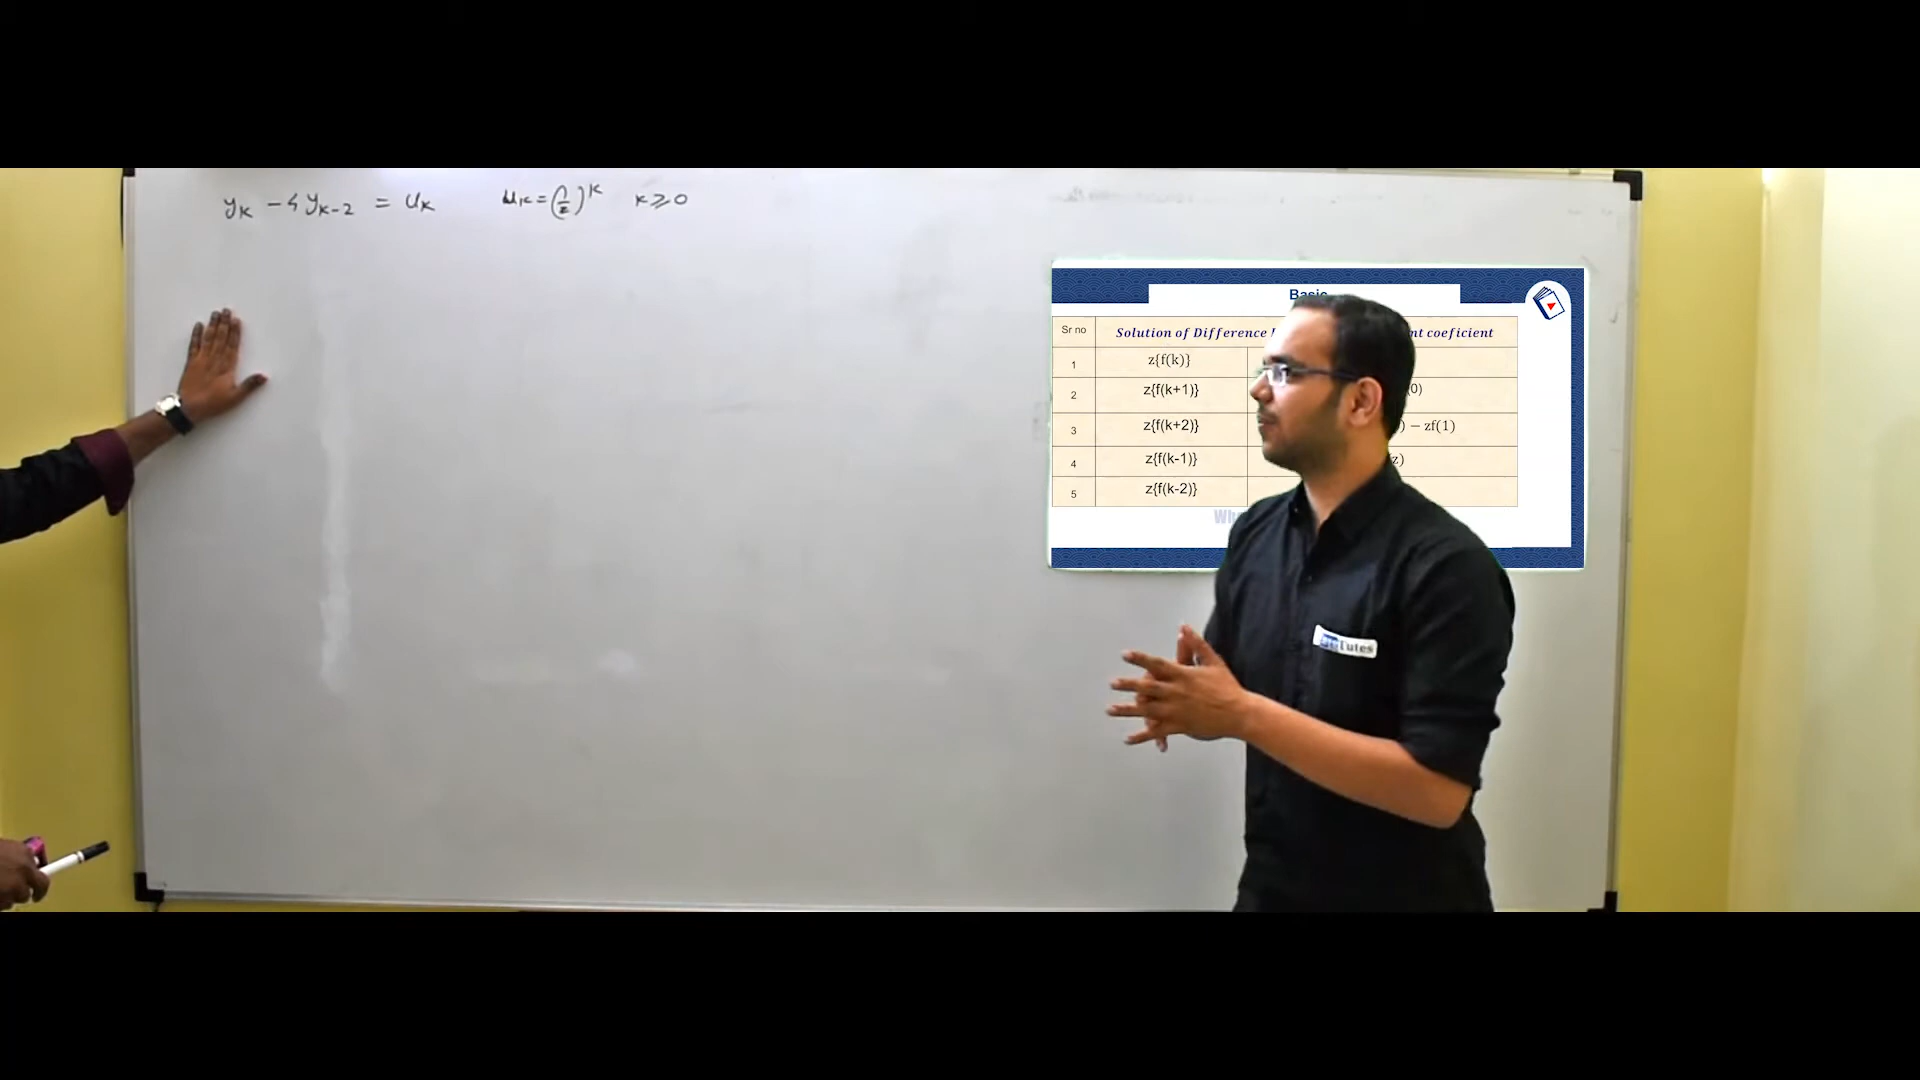 yₖ - 4yₖ₋₂ = uₖ uₖ = (1/2)ᵏ k ⩾ 0
Basic
Sr no Solution of Difference nt coeficient
1 z{f(k)}
2 z{f(k+1)} (0)
3 z{f(k+2)} ) − zf(1)
4 z{f(k-1)} z)
5 z{f(k-2)}
Tutes